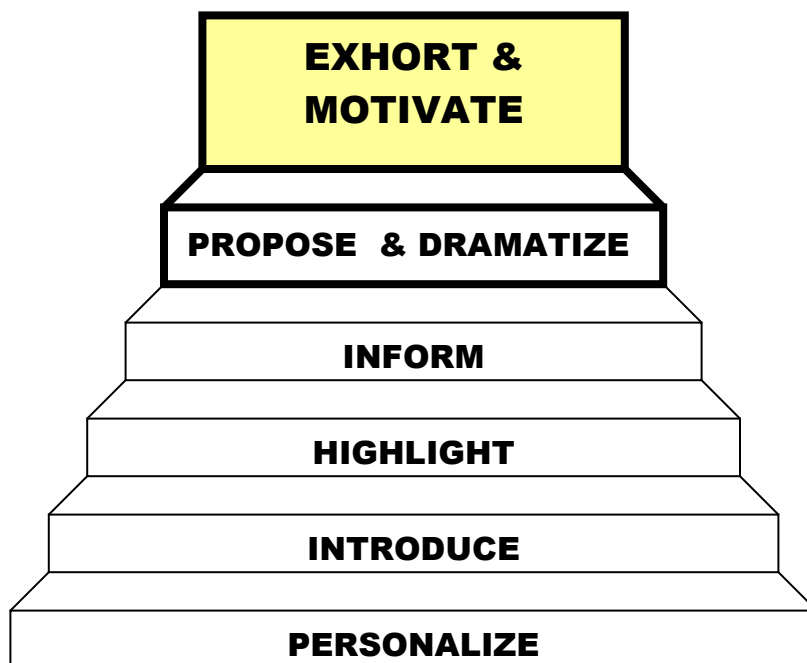 EXHORT &
MOTIVATE
PROPOSE & DRAMATIZE
INFORM
HIGHLIGHT
INTRODUCE
PERSONALIZE